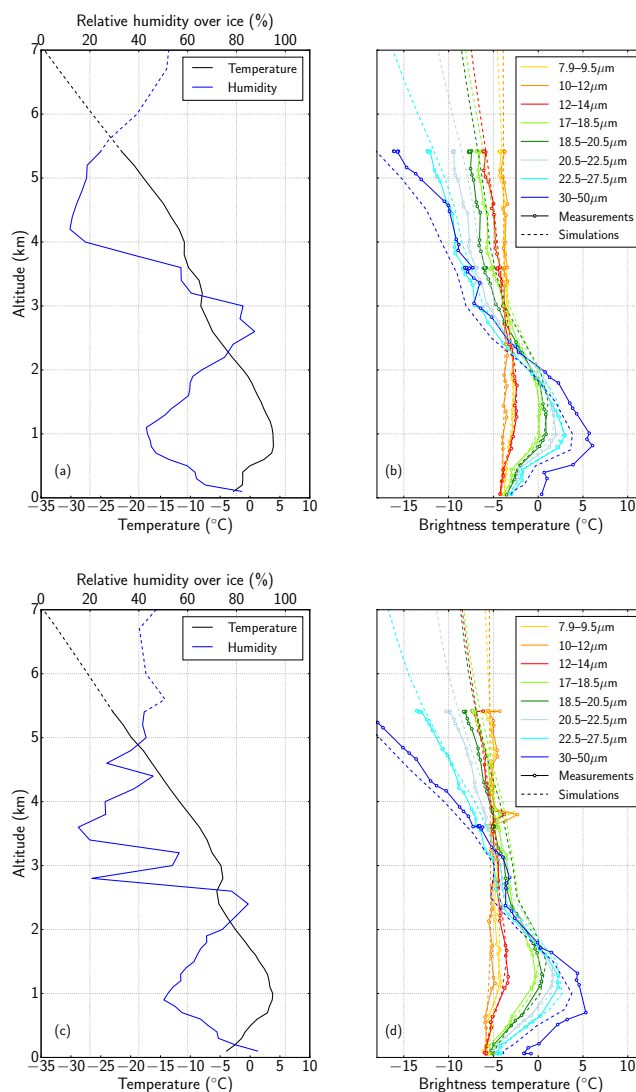 Relative humidity over ice (%)
0 20 40 60 80 100
Temperature
Humidity
Altitude (km)
7
6
5
4
3
2
1
0
(a)
−35 −30 −25 −20 −15 −10 −5 0 5 10
Temperature (°C)
7.9–9.5μm
10–12μm
12–14μm
17–18.5μm
18.5–20.5μm
20.5–22.5μm
22.5–27.5μm
30–50μm
Measurements
Simulations
(b)
−15 −10 −5 0 5 10
Brightness temperature (°C)
Relative humidity over ice (%)
0 20 40 60 80 100
Temperature
Humidity
Altitude (km)
7
6
5
4
3
2
1
0
(c)
−35 −30 −25 −20 −15 −10 −5 0 5 10
Temperature (°C)
7.9–9.5μm
10–12μm
12–14μm
17–18.5μm
18.5–20.5μm
20.5–22.5μm
22.5–27.5μm
30–50μm
Measurements
Simulations
(d)
−15 −10 −5 0 5 10
Brightness temperature (°C)